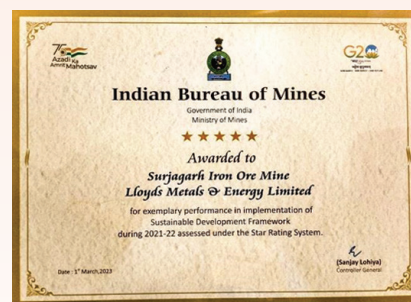 75
Azadi Ka
Amrit Mahotsav
G20
Indian Bureau of Mines
Government of India
Ministry of Mines
Awarded to
Surjagarh Iron Ore Mine
Lloyds Metals & Energy Limited
for exemplary performance in implementation of
Sustainable Development Framework
during 2021-22 assessed under the Star Rating System.
(Sanjay Lohiya)
Date : 1st March,2023
Controller General